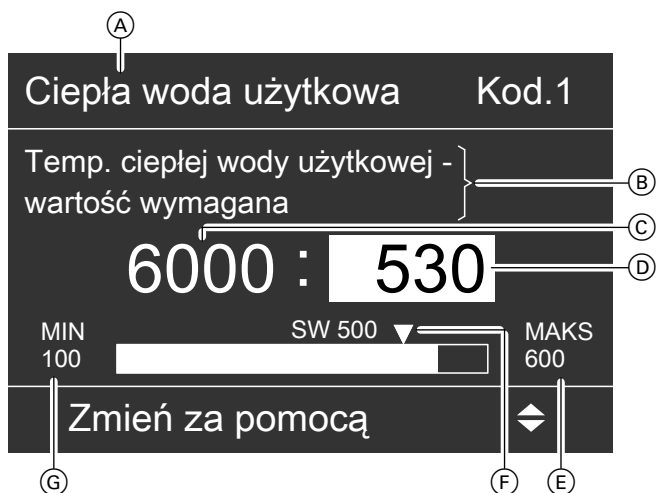 A
Ciepła woda użytkowa Kod.1
Temp. ciepłej wody użytkowej -
wartość wymagana
B
C
6000 : 530
D
MIN SW 500 MAKS
100 600
Zmień za pomocą
G F E